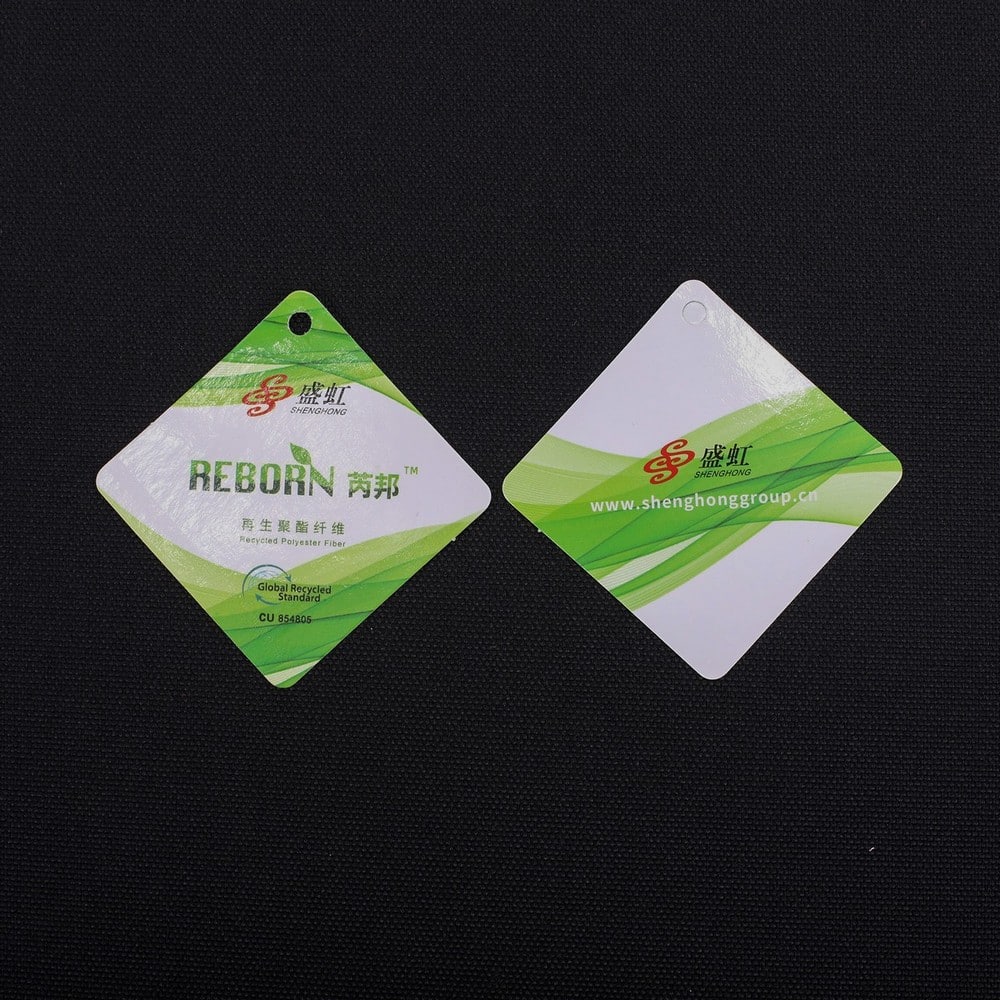 盛虹
SHENGHONG
REBORN 芮邦™
再生聚酯纤维
Recycled Polyester Fiber
Global Recycled
Standard
CU 854805
盛虹
SHENGHONG
www.shenghonggroup.cn